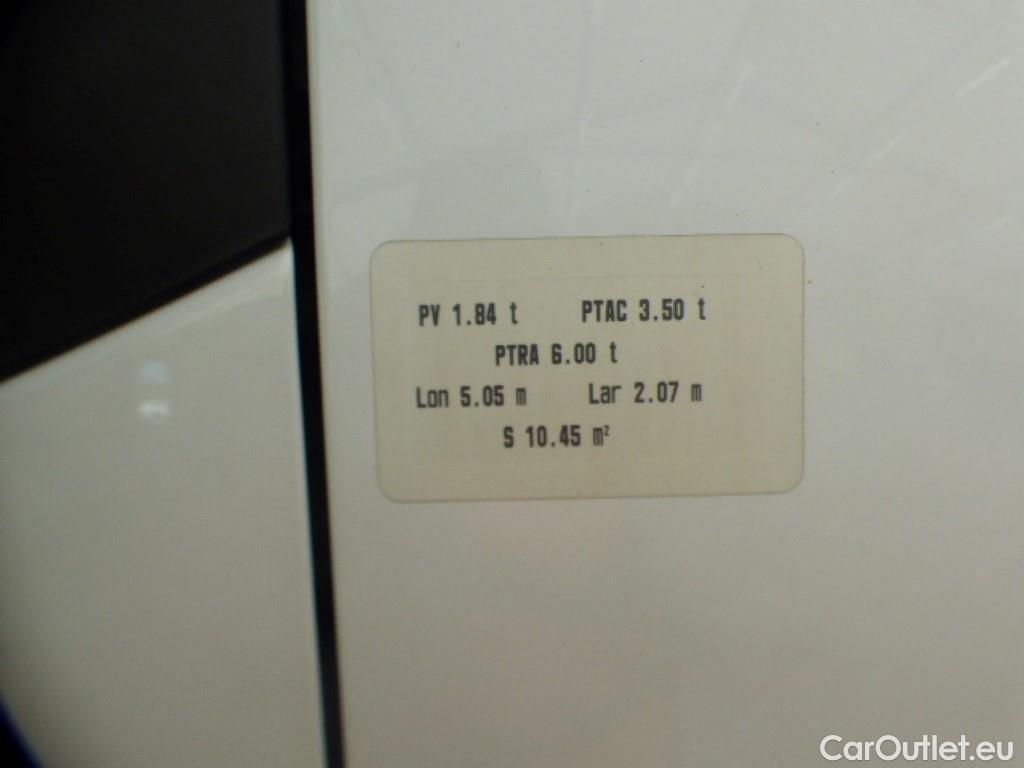 PV 1.84 t PTAC 3.50 t
PTRA 6.00 t
Lon 5.05 m Lar 2.07 m
S 10.45 m²
CarOutlet.eu